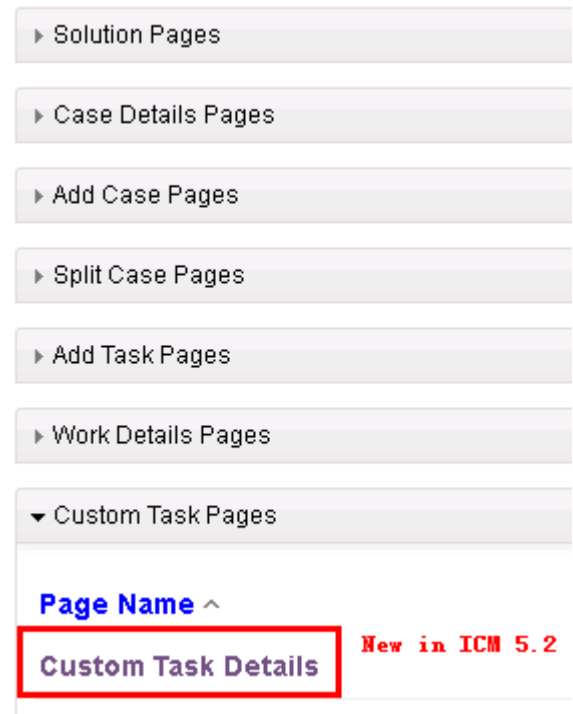 Solution Pages
Case Details Pages
Add Case Pages
Split Case Pages
Add Task Pages
Work Details Pages
Custom Task Pages
Page Name
New in ICM 5.2
Custom Task Details